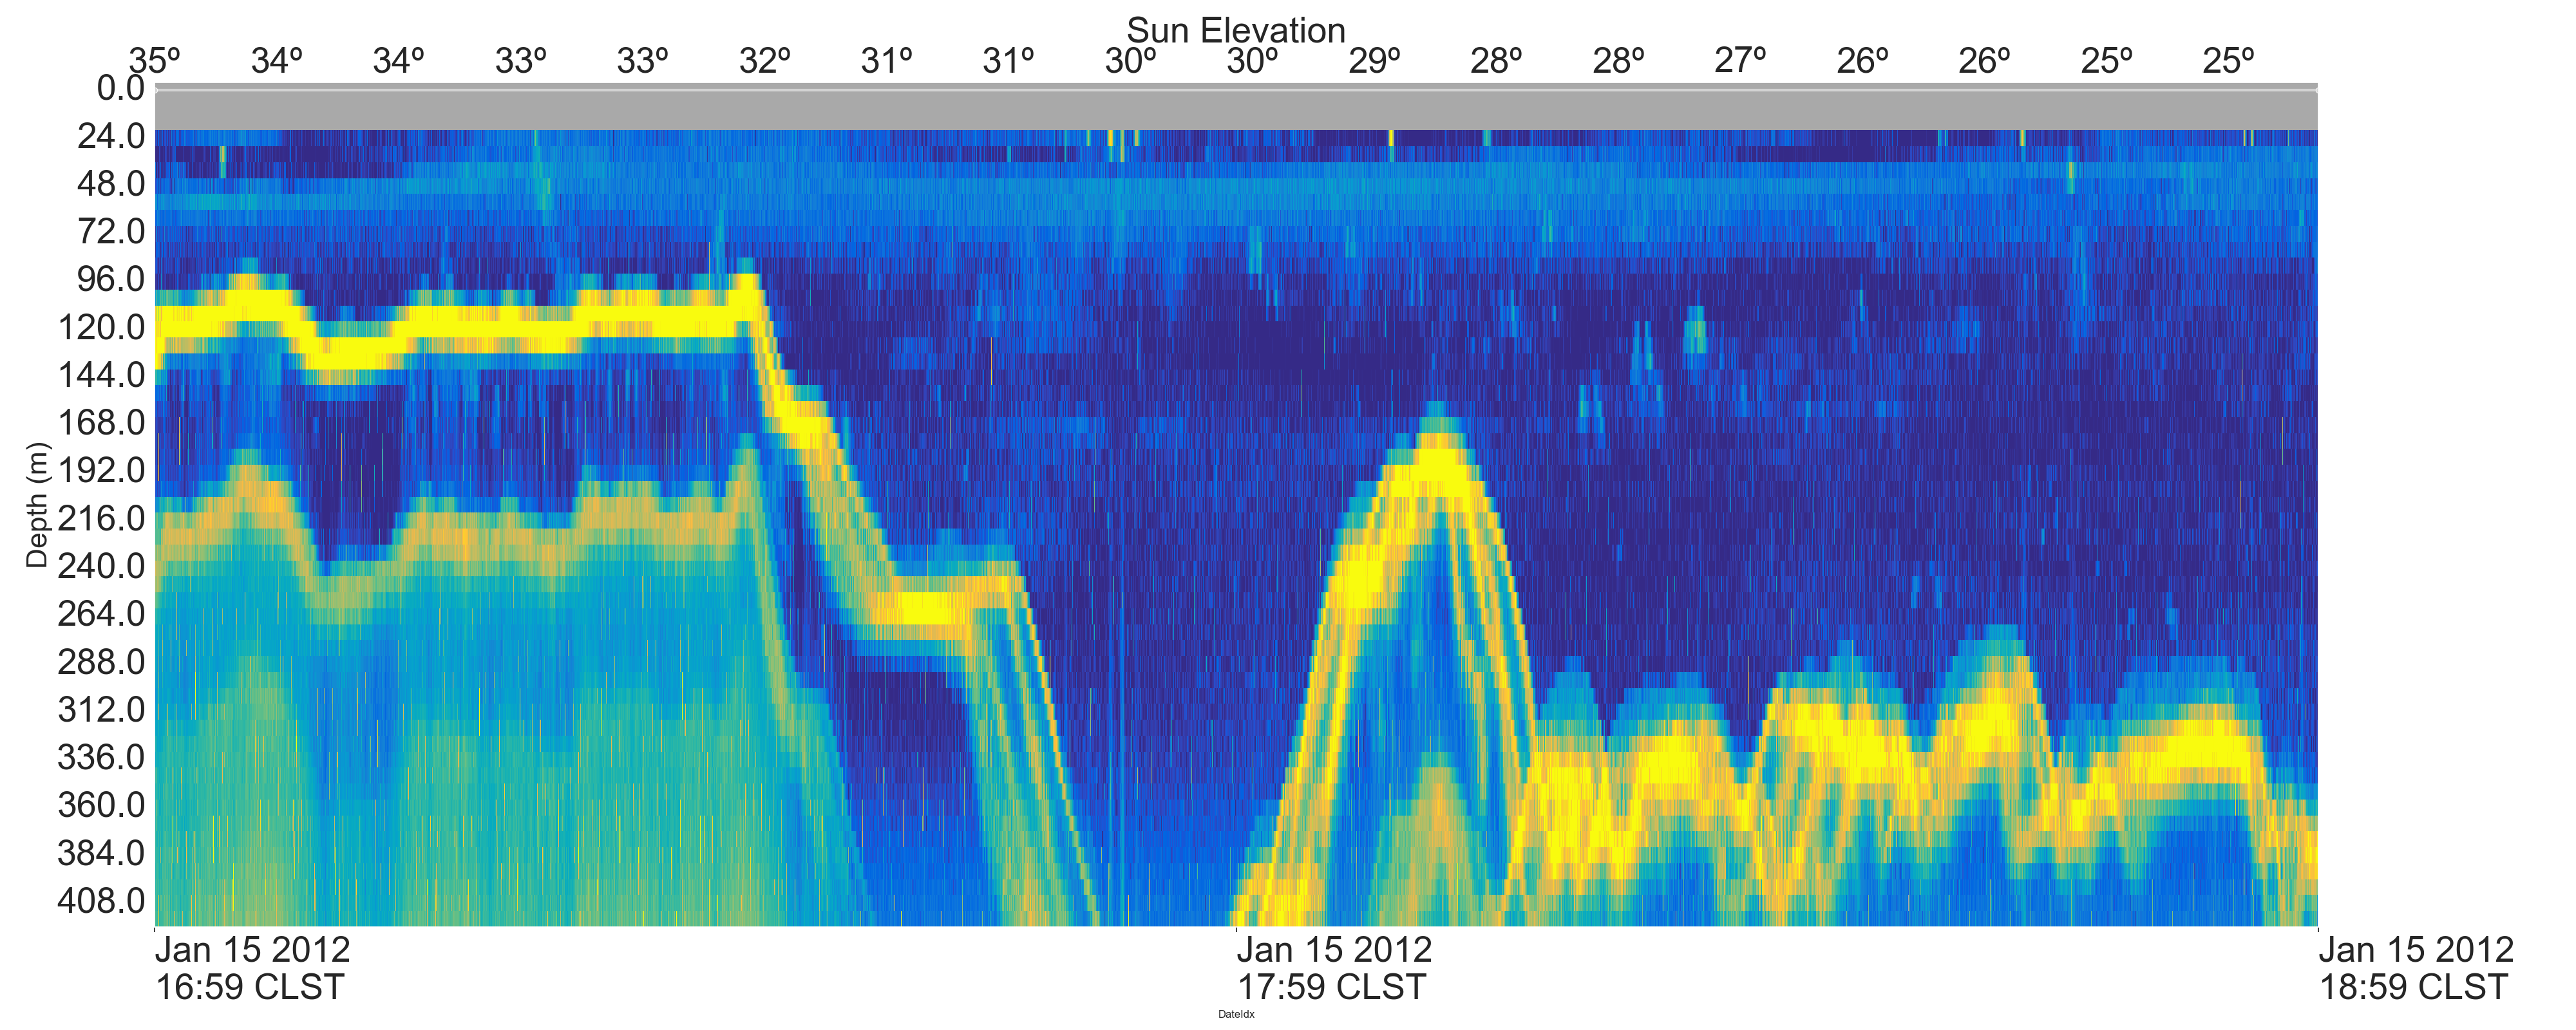 Sun Elevation
35º 34º 34º 33º 33º 32º 31º 31º 30º 30º 29º 28º 28º 27º 26º 26º 25º 25º
0.0
24.0
48.0
72.0
96.0
120.0
144.0
168.0
192.0
216.0
240.0
264.0
288.0
312.0
336.0
360.0
384.0
408.0
Depth (m)
Jan 15 2012
16:59 CLST
Jan 15 2012
17:59 CLST
Jan 15 2012
18:59 CLST
DateIdx